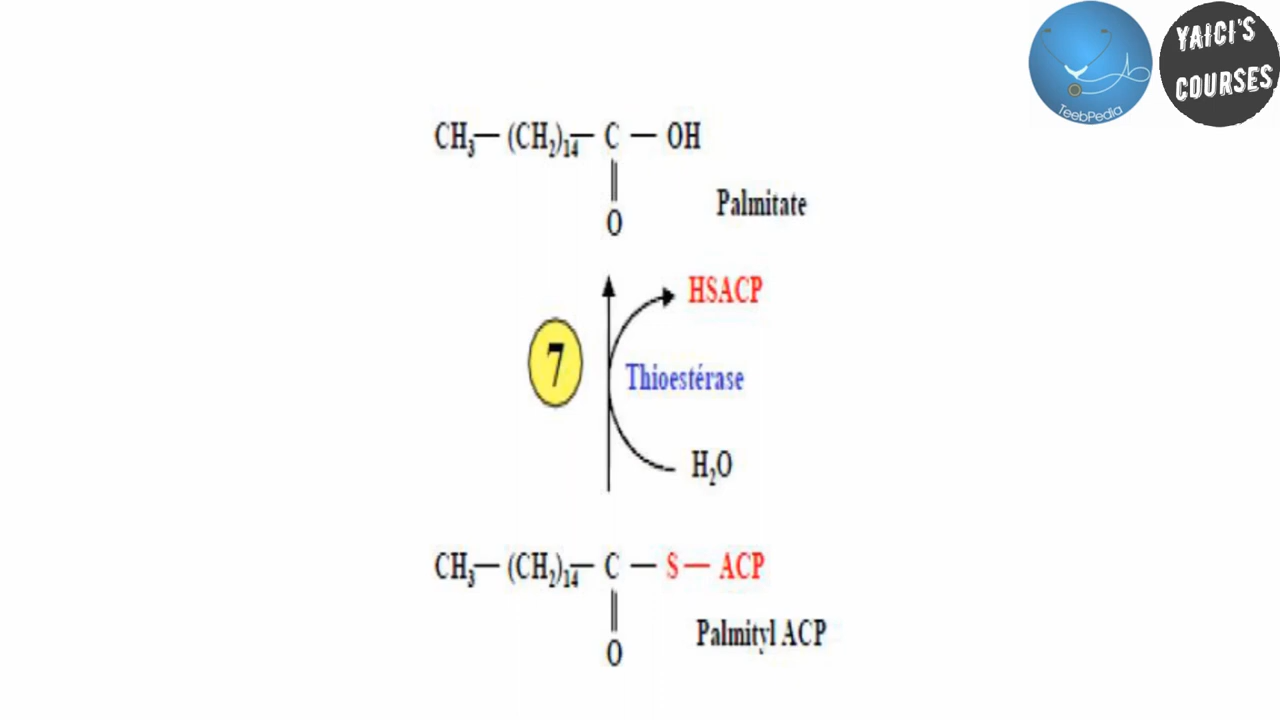 YAICI'S
COURSES
TeebPedia
CH₃— (CH₂)₁₄— C — OH
||
O
Palmitate
HSACP
7
Thioestérase
H₂O
CH₃— (CH₂)₁₄— C — S — ACP
||
O
Palmityl ACP